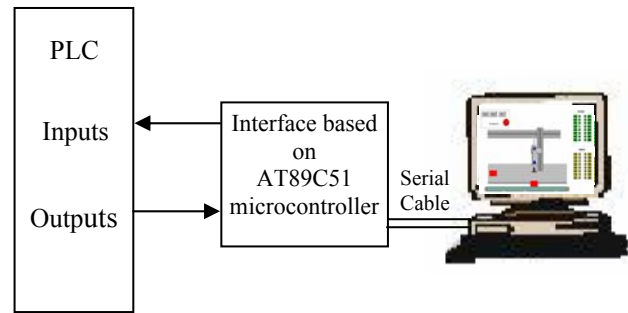 PLC
Inputs
Outputs
Interface based
on
AT89C51
microcontroller
Serial
Cable